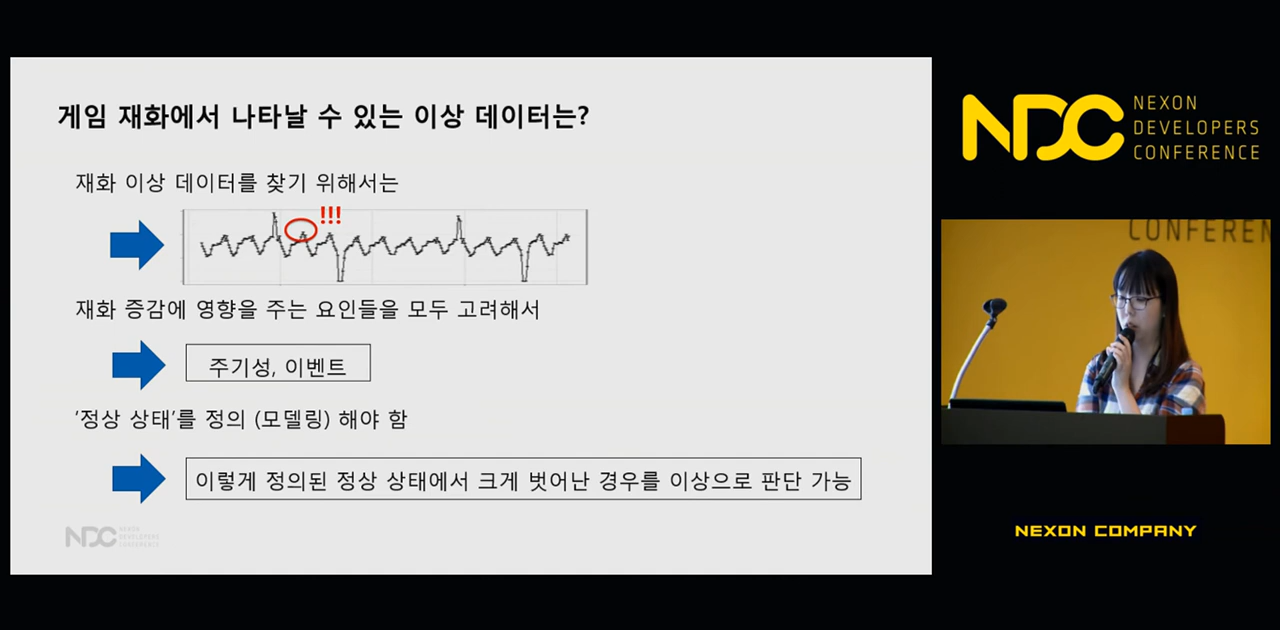 게임 재화에서 나타날 수 있는 이상 데이터는?
재화 이상 데이터를 찾기 위해서는
!!!
재화 증감에 영향을 주는 요인들을 모두 고려해서
주기성, 이벤트
'정상 상태'를 정의 (모델링) 해야 함
이렇게 정의된 정상 상태에서 크게 벗어난 경우를 이상으로 판단 가능
NDC
NEXON
DEVELOPERS
CONFERENCE
NDC
NEXON
DEVELOPERS
CONFERENCE
CONFEREN
NEXON COMPANY